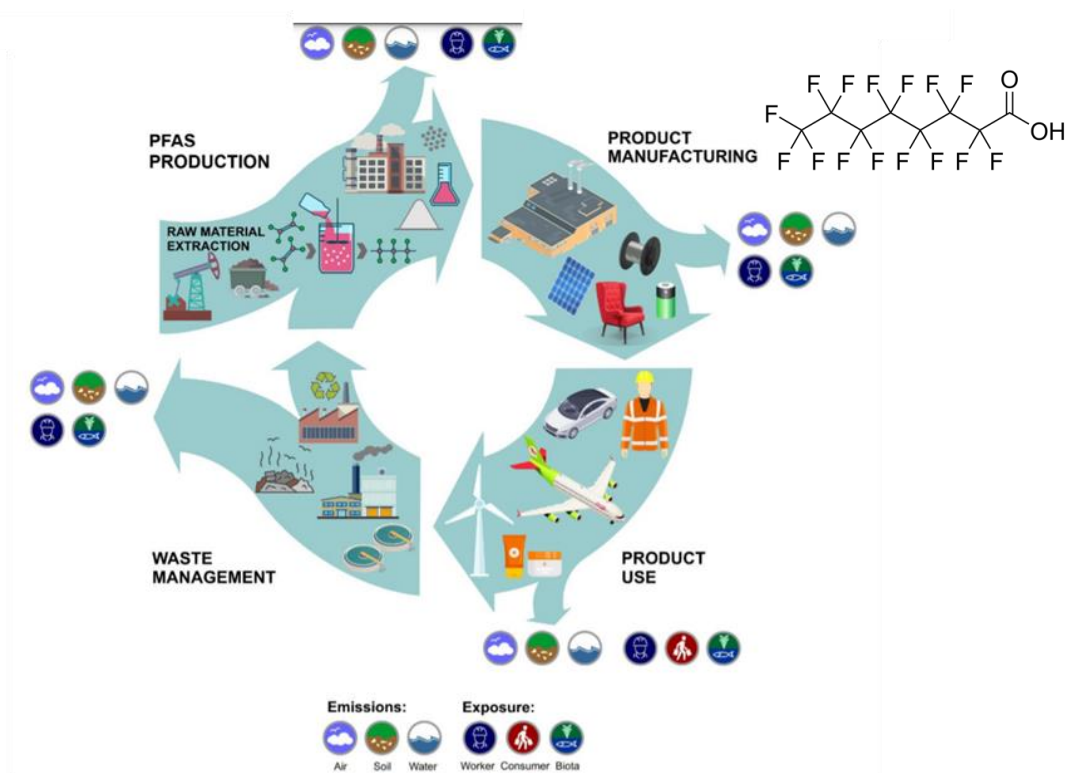 PFAS
PRODUCTION
PRODUCT
MANUFACTURING
F F F F F F O
F
OH
F F F F F F F F
RAW MATERIAL
EXTRACTION
WASTE
MANAGEMENT
PRODUCT
USE
Emissions: Exposure:
Air Soil Water Worker Consumer Biota